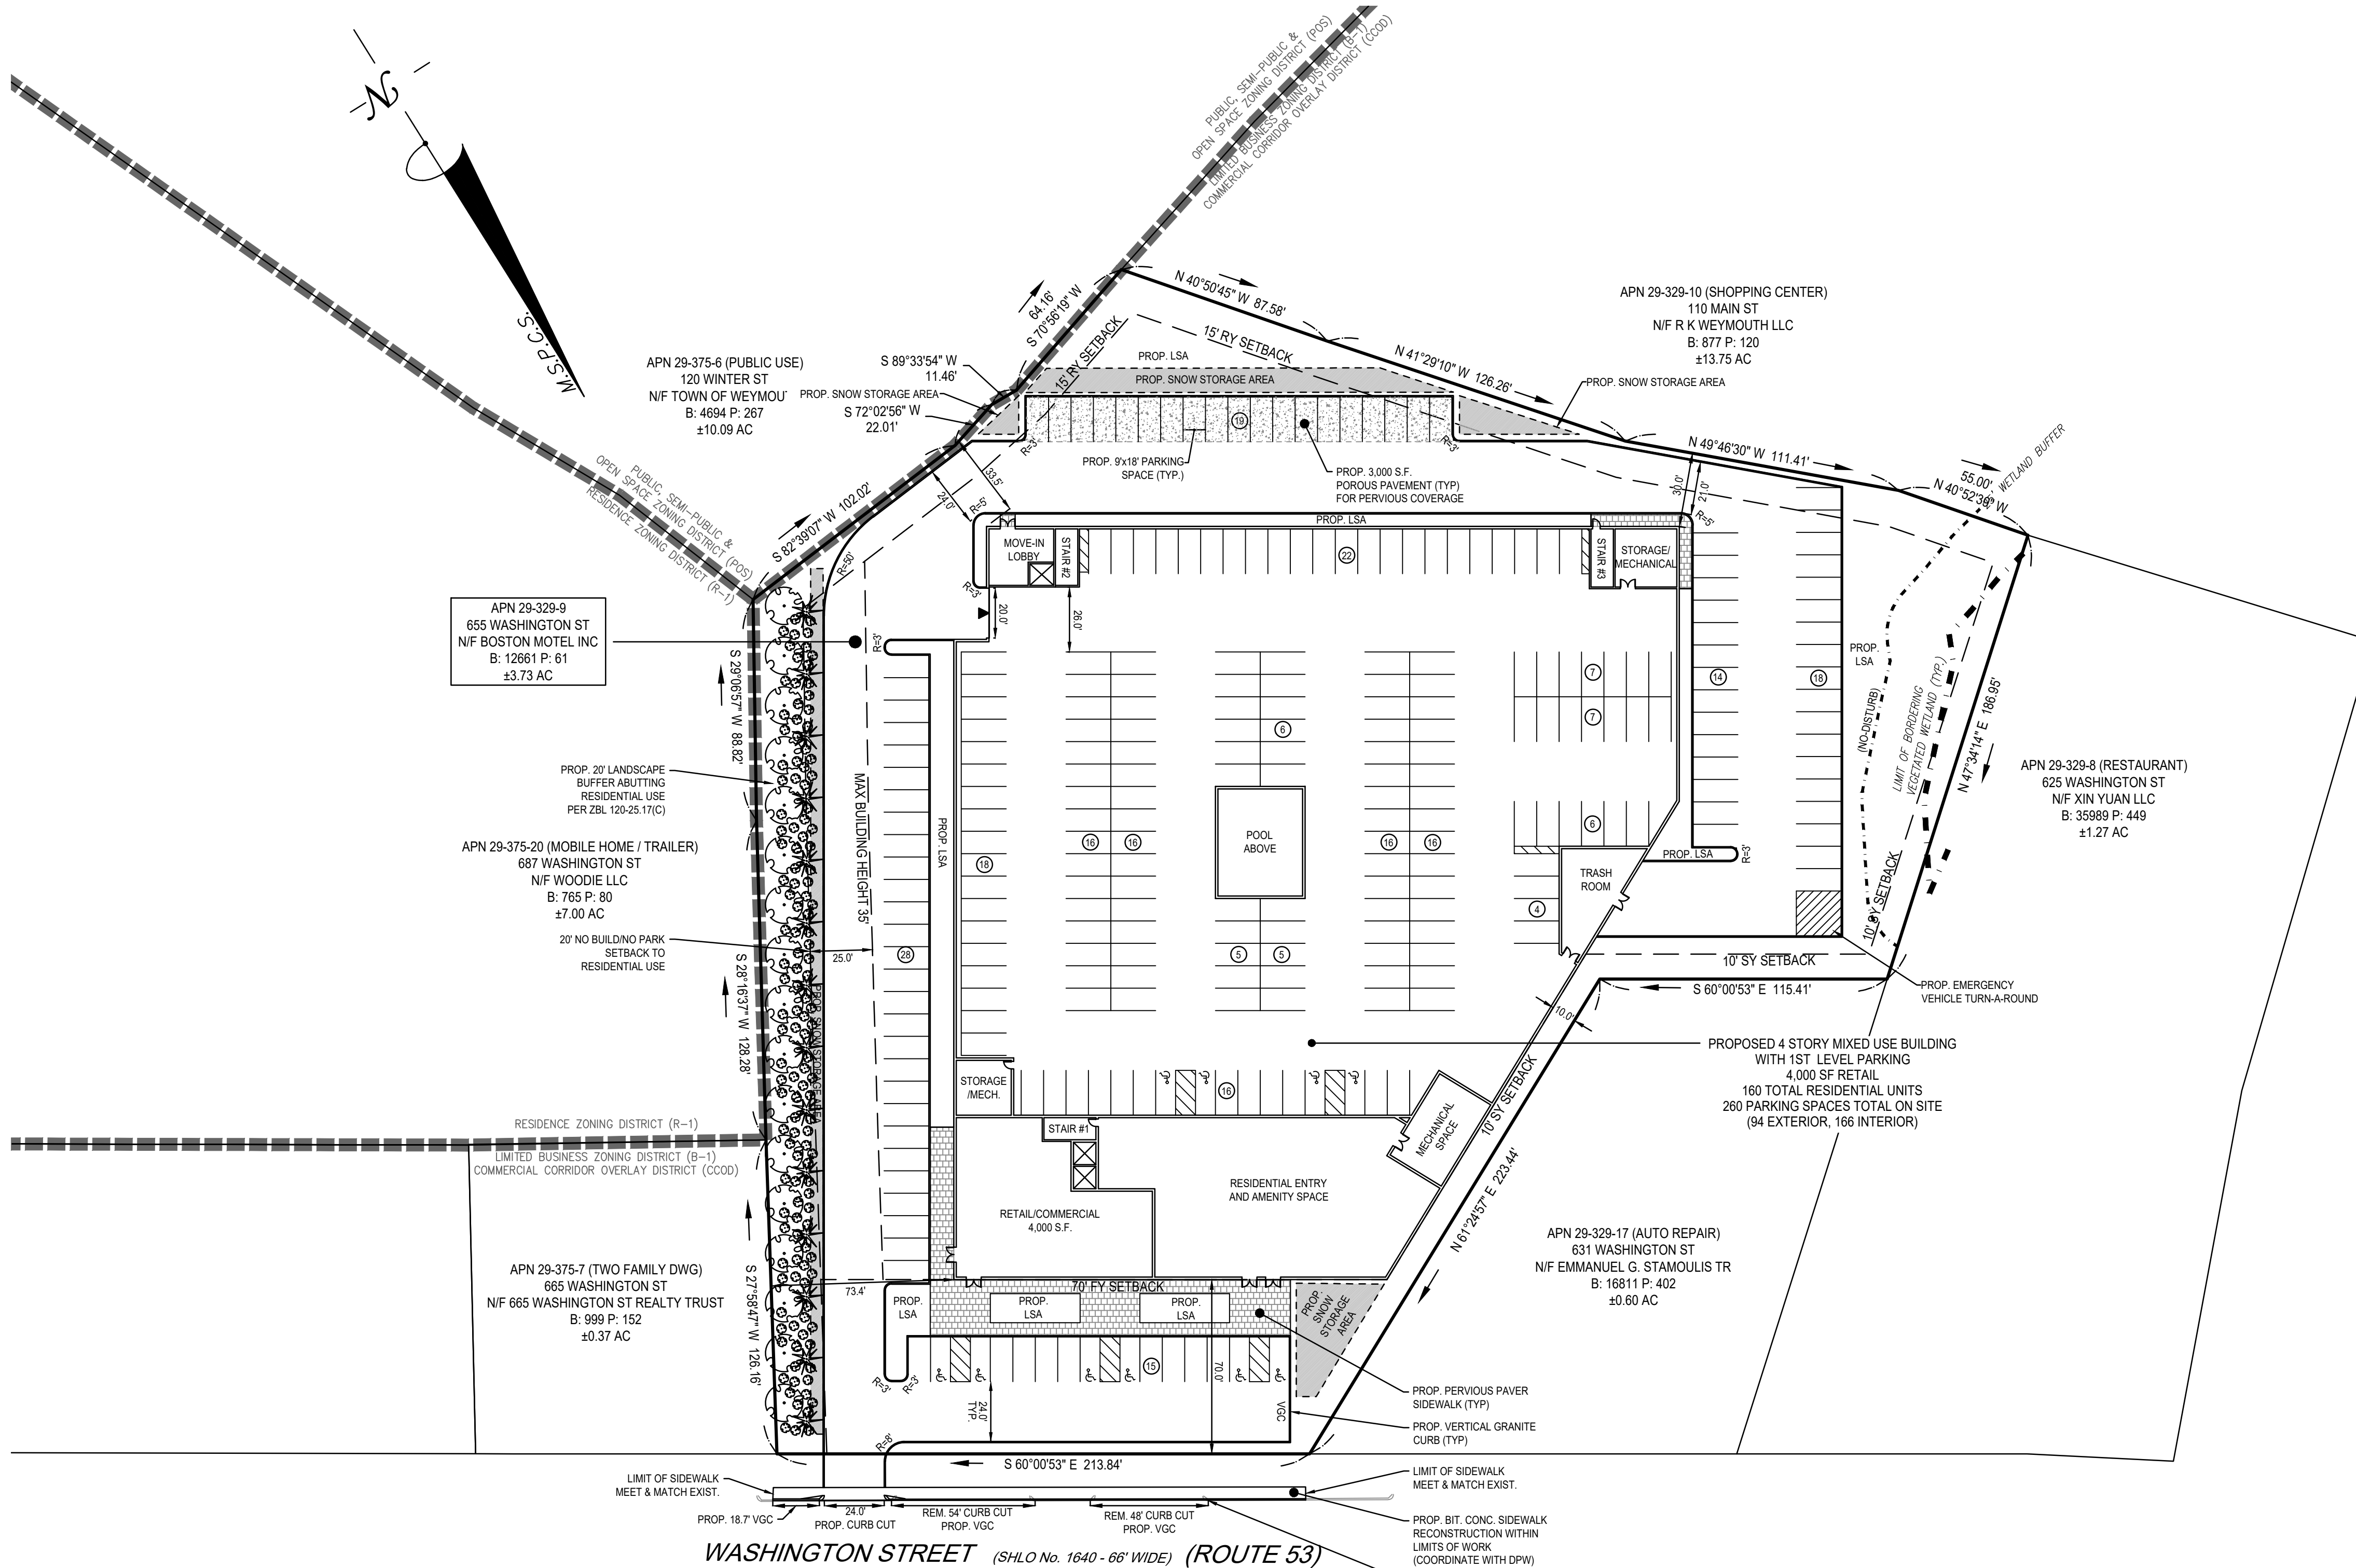 PUBLIC, SEMI-PUBLIC &
OPEN SPACE ZONING DISTRICT (POS)
LIMITED BUSINESS ZONING DISTRICT (B-1)
COMMERCIAL CORRIDOR OVERLAY DISTRICT (CCOD)
N
M.S.P.C.S.
64.16'
S 70°56'19" W
15' RY SETBACK
N 40°50'45" W 87.58'
15' RY SETBACK
N 41°29'10" W 126.26'
APN 29-329-10 (SHOPPING CENTER)
110 MAIN ST
N/F R K WEYMOUTH LLC
B: 877 P: 120
±13.75 AC
APN 29-375-6 (PUBLIC USE)
120 WINTER ST
N/F TOWN OF WEYMOU
B: 4694 P: 267
±10.09 AC
S 89°33'54" W
11.46'
PROP. SNOW STORAGE AREA
S 72°02'56" W
22.01'
PROP. LSA
PROP. SNOW STORAGE AREA
PROP. SNOW STORAGE AREA
19
R=3'
R=3'
PROP. 9'x18' PARKING
SPACE (TYP.)
PROP. 3,000 S.F.
POROUS PAVEMENT (TYP)
FOR PERVIOUS COVERAGE
N 49°46'30" W 111.41'
55.00'
N 40°52'36" W
WETLAND BUFFER
PUBLIC, SEMI-PUBLIC &
OPEN SPACE ZONING DISTRICT (POS)
RESIDENCE ZONING DISTRICT (R-1)
S 82°39'07" W 102.02'
33.5'
24.0'
R=5'
R=50'
30.0'
21.0'
R=5'
PROP. LSA
MOVE-IN
LOBBY
STAIR #2
22
STAIR #3
STORAGE/
MECHANICAL
R=3'
20.0'
26.0'
APN 29-329-9
655 WASHINGTON ST
N/F BOSTON MOTEL INC
B: 12661 P: 61
±3.73 AC
R=3'
S 29°06'57" W 88.82'
7
7
6
14
18
PROP.
LSA
(NO-DISTURB)
LIMIT OF BORDERING
VEGETATED WETLAND (TYP.)
N 47°34'14" E 186.95'
PROP. 20' LANDSCAPE
BUFFER ABUTTING
RESIDENTIAL USE
PER ZBL 120-25.17(C)
MAX BUILDING HEIGHT 35'
PROP. LSA
APN 29-329-8 (RESTAURANT)
625 WASHINGTON ST
N/F XIN YUAN LLC
B: 35989 P: 449
±1.27 AC
APN 29-375-20 (MOBILE HOME / TRAILER)
687 WASHINGTON ST
N/F WOODIE LLC
B: 765 P: 80
±7.00 AC
18
16
16
POOL
ABOVE
16
16
6
PROP. LSA
R=3'
TRASH
ROOM
4
20' NO BUILD/NO PARK
SETBACK TO
RESIDENTIAL USE
25.0'
28
5
5
10' SY SETBACK
10' SY SETBACK
S 60°00'53" E 115.41'
PROP. EMERGENCY
VEHICLE TURN-A-ROUND
S 28°16'37" W 128.28'
PROP. SNOW STORAGE AREA
10.0'
PROPOSED 4 STORY MIXED USE BUILDING
WITH 1ST LEVEL PARKING
4,000 SF RETAIL
160 TOTAL RESIDENTIAL UNITS
260 PARKING SPACES TOTAL ON SITE
(94 EXTERIOR, 166 INTERIOR)
STORAGE
/MECH.
16
MECHANICAL
SPACE
10' SY SETBACK
N 61°24'57" E 223.44'
RESIDENCE ZONING DISTRICT (R-1)
LIMITED BUSINESS ZONING DISTRICT (B-1)
COMMERCIAL CORRIDOR OVERLAY DISTRICT (CCOD)
STAIR #1
RESIDENTIAL ENTRY
AND AMENITY SPACE
RETAIL/COMMERCIAL
4,000 S.F.
APN 29-329-17 (AUTO REPAIR)
631 WASHINGTON ST
N/F EMMANUEL G. STAMOULIS TR
B: 16811 P: 402
±0.60 AC
APN 29-375-7 (TWO FAMILY DWG)
665 WASHINGTON ST
N/F 665 WASHINGTON ST REALTY TRUST
B: 999 P: 152
±0.37 AC
S 27°58'47" W 126.16'
73.4'
70' FY SETBACK
PROP.
LSA
PROP.
LSA
PROP.
LSA
PROP.
SNOW
STORAGE
AREA
15
70.0'
R=3'
R=3'
24.0'
TYP.
VGC
PROP. PERVIOUS PAVER
SIDEWALK (TYP)
PROP. VERTICAL GRANITE
CURB (TYP)
R=8'
S 60°00'53" E 213.84'
LIMIT OF SIDEWALK
MEET & MATCH EXIST.
LIMIT OF SIDEWALK
MEET & MATCH EXIST.
PROP. 18.7' VGC
24.0'
PROP. CURB CUT
REM. 54' CURB CUT
PROP. VGC
REM. 48' CURB CUT
PROP. VGC
PROP. BIT. CONC. SIDEWALK
RECONSTRUCTION WITHIN
LIMITS OF WORK
(COORDINATE WITH DPW)
WASHINGTON STREET (SHLO No. 1640 - 66' WIDE) (ROUTE 53)